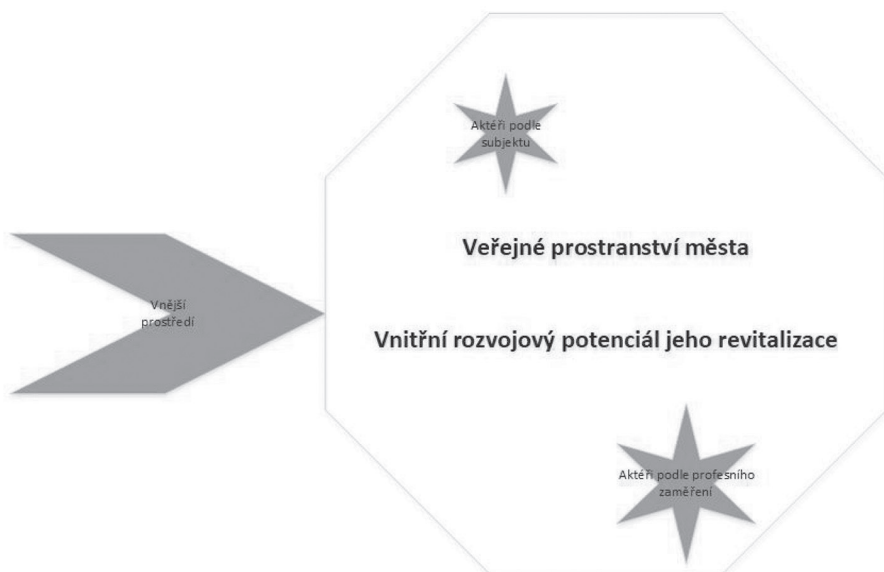 Aktéři podle
subjektu
Veřejné prostranství města
Vnější
prostředí
Vnitřní rozvojový potenciál jeho revitalizace
Aktéři podle profesního
zaměření